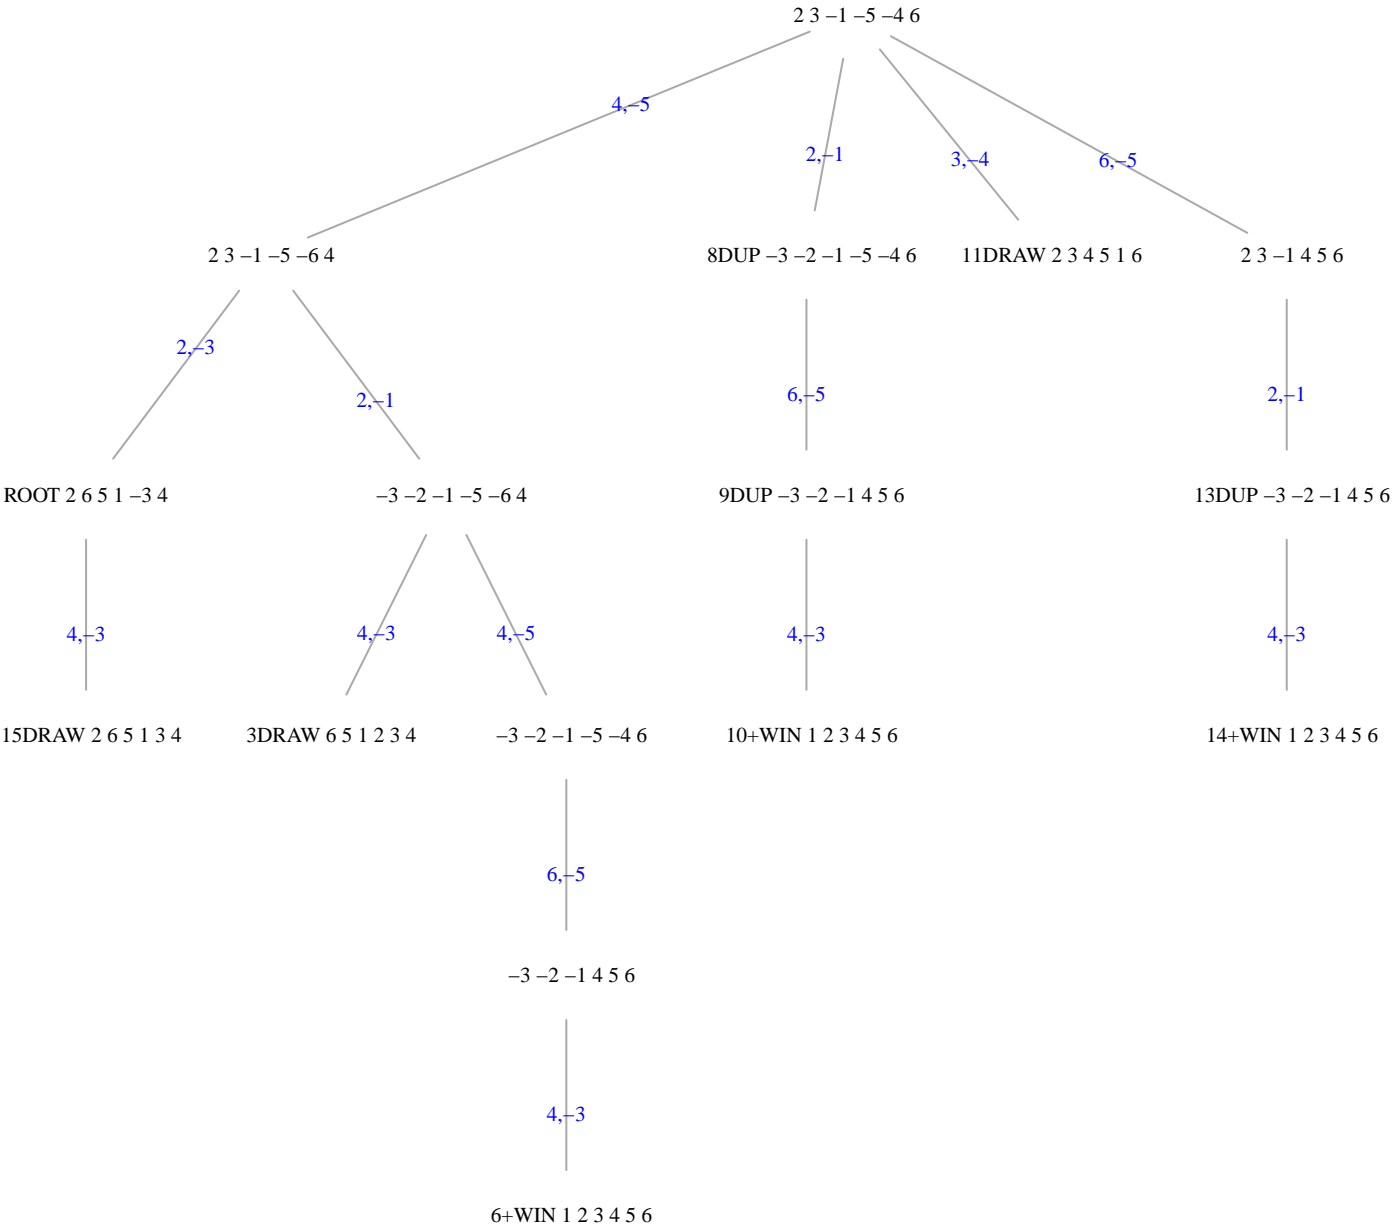 2 3 –1 –5 –4 6
4,–5
2,–1
3,–4
6,–5
2 3 –1 –5 –6 4
8DUP –3 –2 –1 –5 –4 6
11DRAW 2 3 4 5 1 6
2 3 –1 4 5 6
2,–3
2,–1
6,–5
2,–1
ROOT 2 6 5 1 –3 4
–3 –2 –1 –5 –6 4
9DUP –3 –2 –1 4 5 6
13DUP –3 –2 –1 4 5 6
4,–3
4,–3
4,–5
4,–3
4,–3
15DRAW 2 6 5 1 3 4
3DRAW 6 5 1 2 3 4
–3 –2 –1 –5 –4 6
10+WIN 1 2 3 4 5 6
14+WIN 1 2 3 4 5 6
6,–5
–3 –2 –1 4 5 6
4,–3
6+WIN 1 2 3 4 5 6